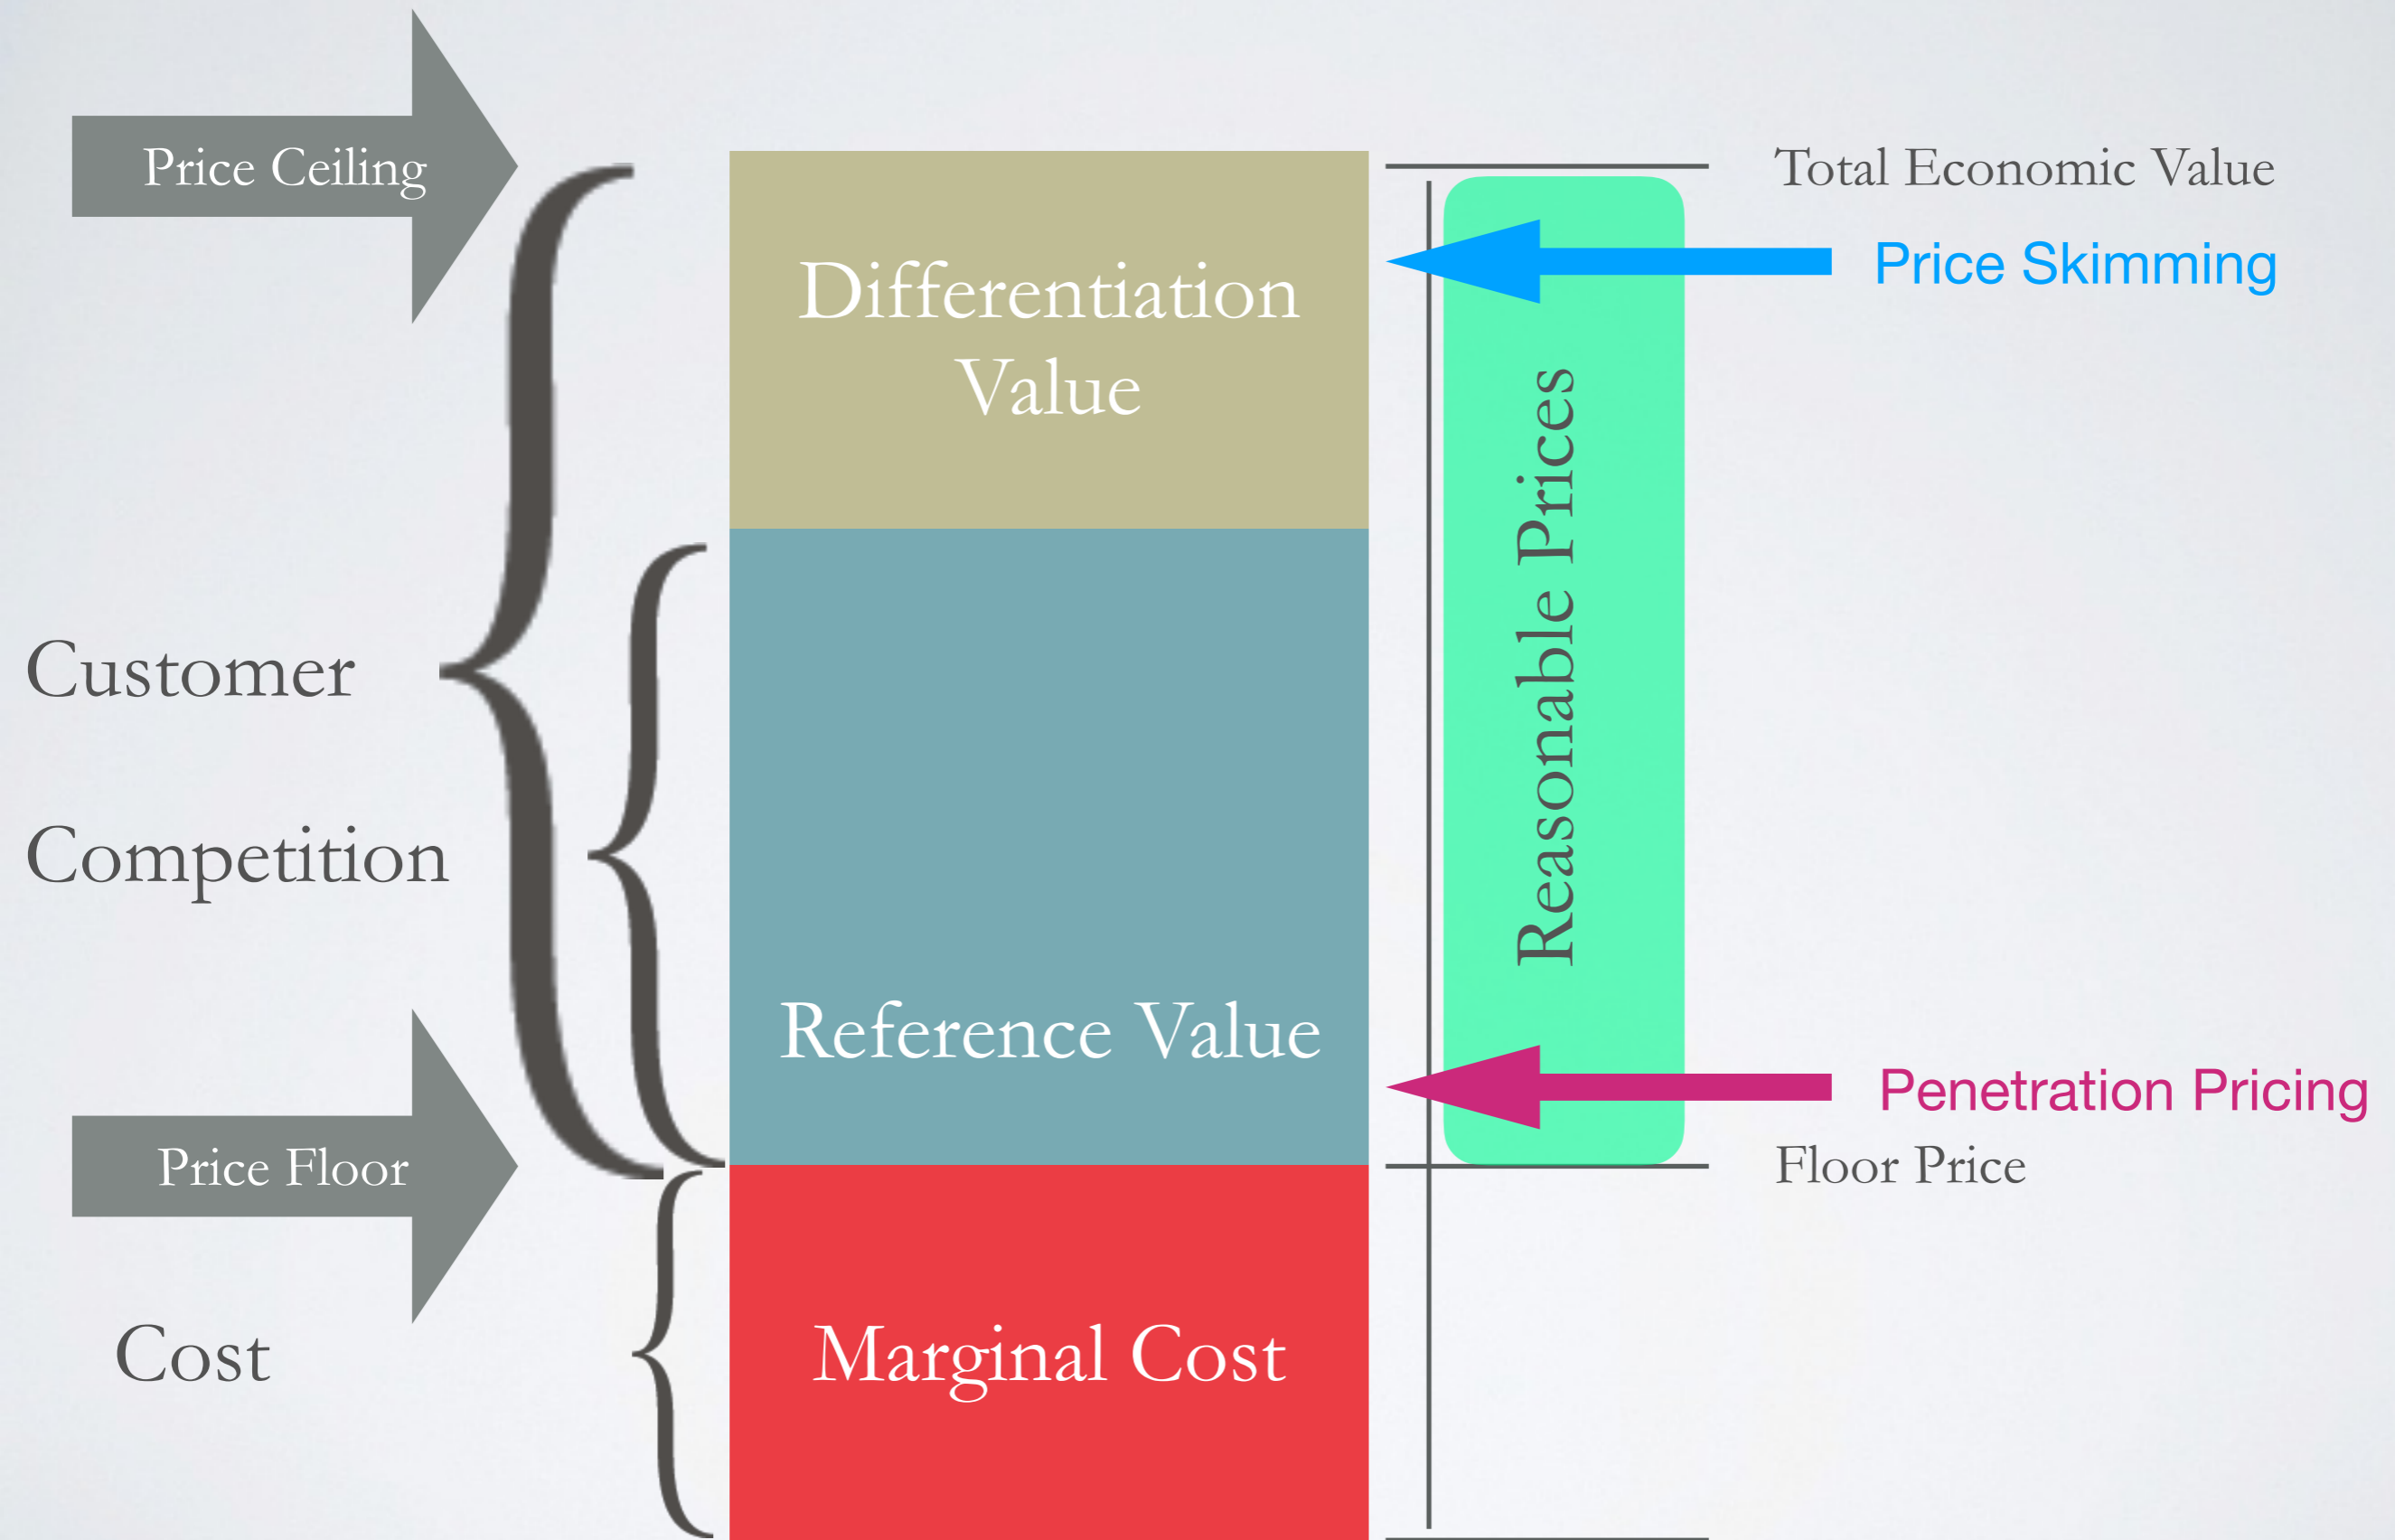 Price Ceiling
Total Economic Value
Price Skimming
Differentiation
Value
Reasonable Prices
Customer
Competition
Reference Value
Penetration Pricing
Price Floor
Floor Price
Cost
Marginal Cost